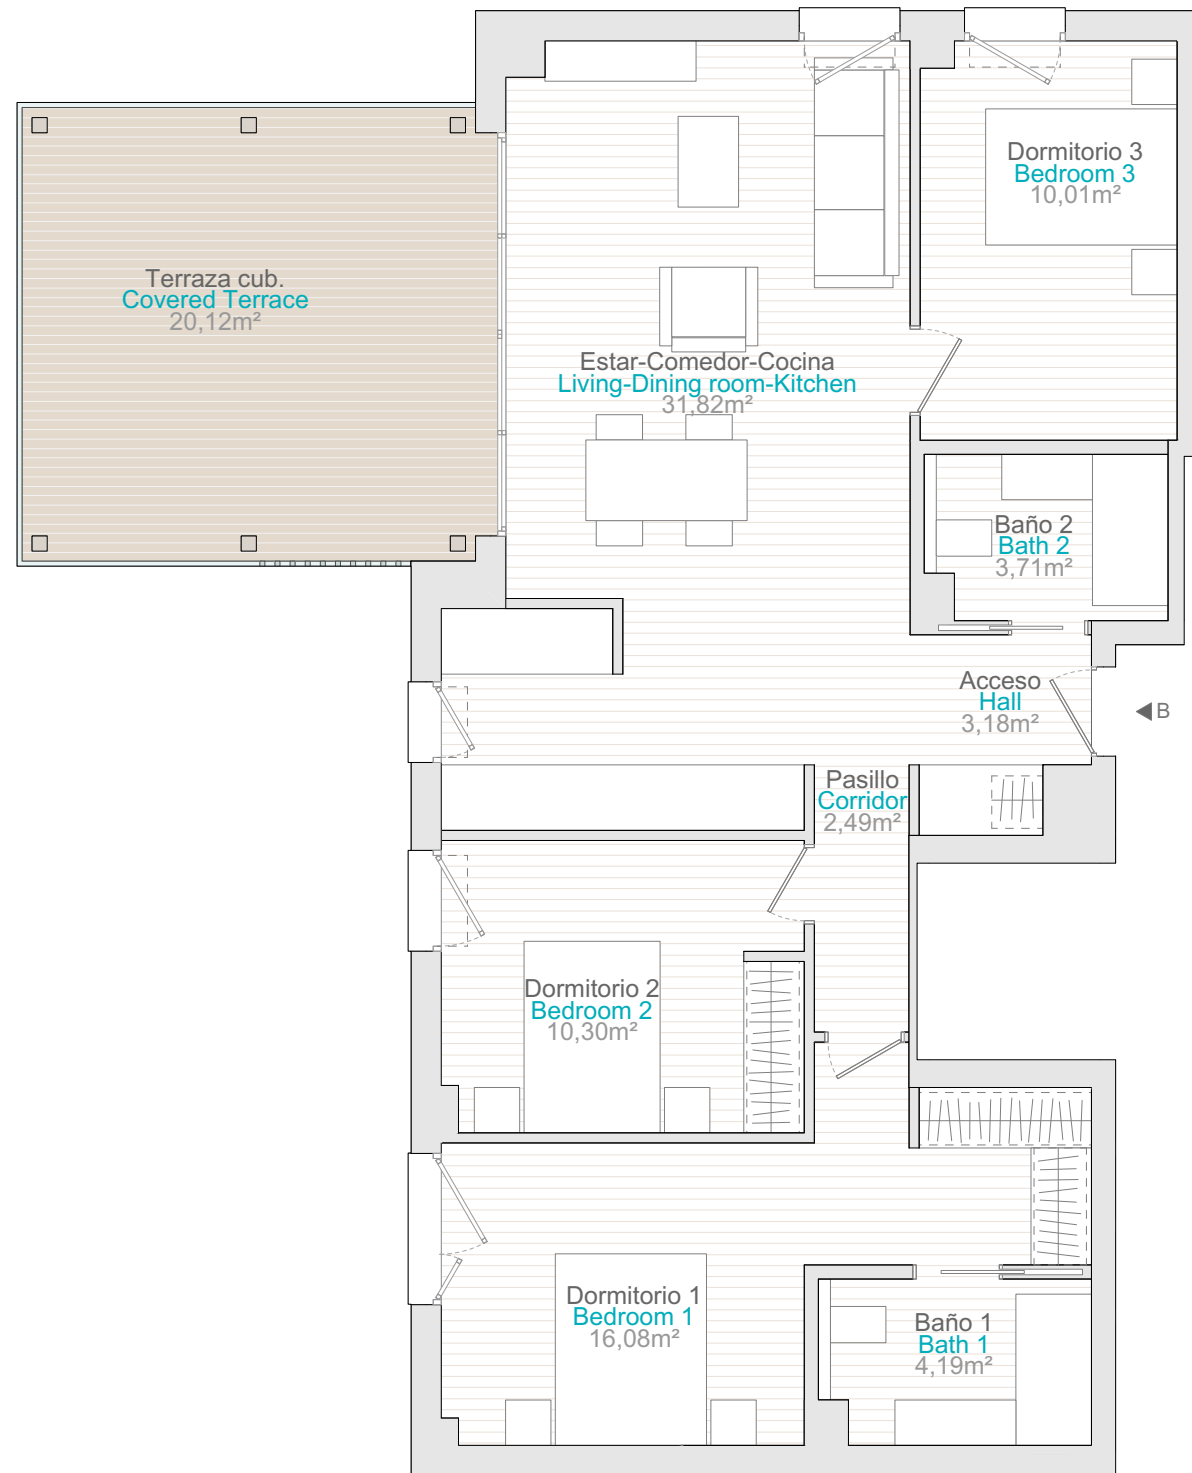 Dormitorio 3
Bedroom 3
10,01m²
Terraza cub.
Covered Terrace
20,12m²
Estar-Comedor-Cocina
Living-Dining room-Kitchen
31,82m²
Baño 2
Bath 2
3,71m²
Acceso
Hall
3,18m²
B
Pasillo
Corridor
2,49m²
Dormitorio 2
Bedroom 2
10,30m²
Dormitorio 1
Bedroom 1
16,08m²
Baño 1
Bath 1
4,19m²